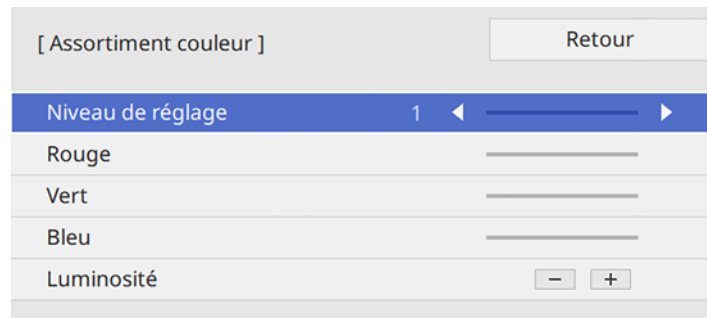 [ Assortiment couleur ]
Retour
Niveau de réglage 1
Rouge
Vert
Bleu
Luminosité − +